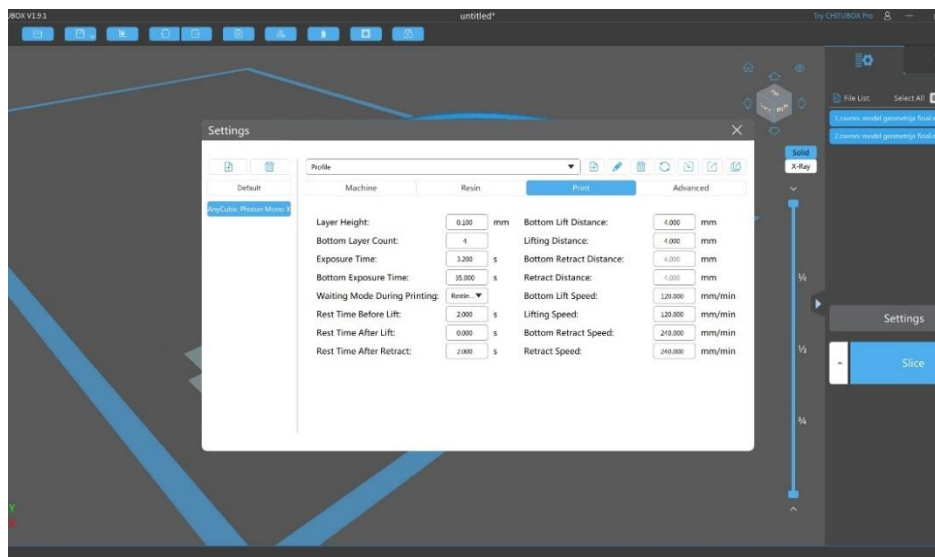 UBOX V1.9.1
untitled*
Try CHITUBOX Pro
File List:
Select All
1.zavrsni model geometrija final.s
2.zavrsni model geometrija final.s
Solid
X-Ray
¼
½
¾
Settings
Slice
Settings
Profile
Default
AnyCubic Photon Mono X
Machine
Resin
Print
Advanced
Layer Height: 0.100 mm
Bottom Layer Count: 4
Exposure Time: 3.200 s
Bottom Exposure Time: 35.000 s
Waiting Mode During Printing: Restin...
Rest Time Before Lift: 2.000 s
Rest Time After Lift: 0.000 s
Rest Time After Retract: 2.000 s
Bottom Lift Distance: 4.000 mm
Lifting Distance: 4.000 mm
Bottom Retract Distance: 4.000 mm
Retract Distance: 4.000 mm
Bottom Lift Speed: 120.000 mm/min
Lifting Speed: 120.000 mm/min
Bottom Retract Speed: 240.000 mm/min
Retract Speed: 240.000 mm/min
Y
X